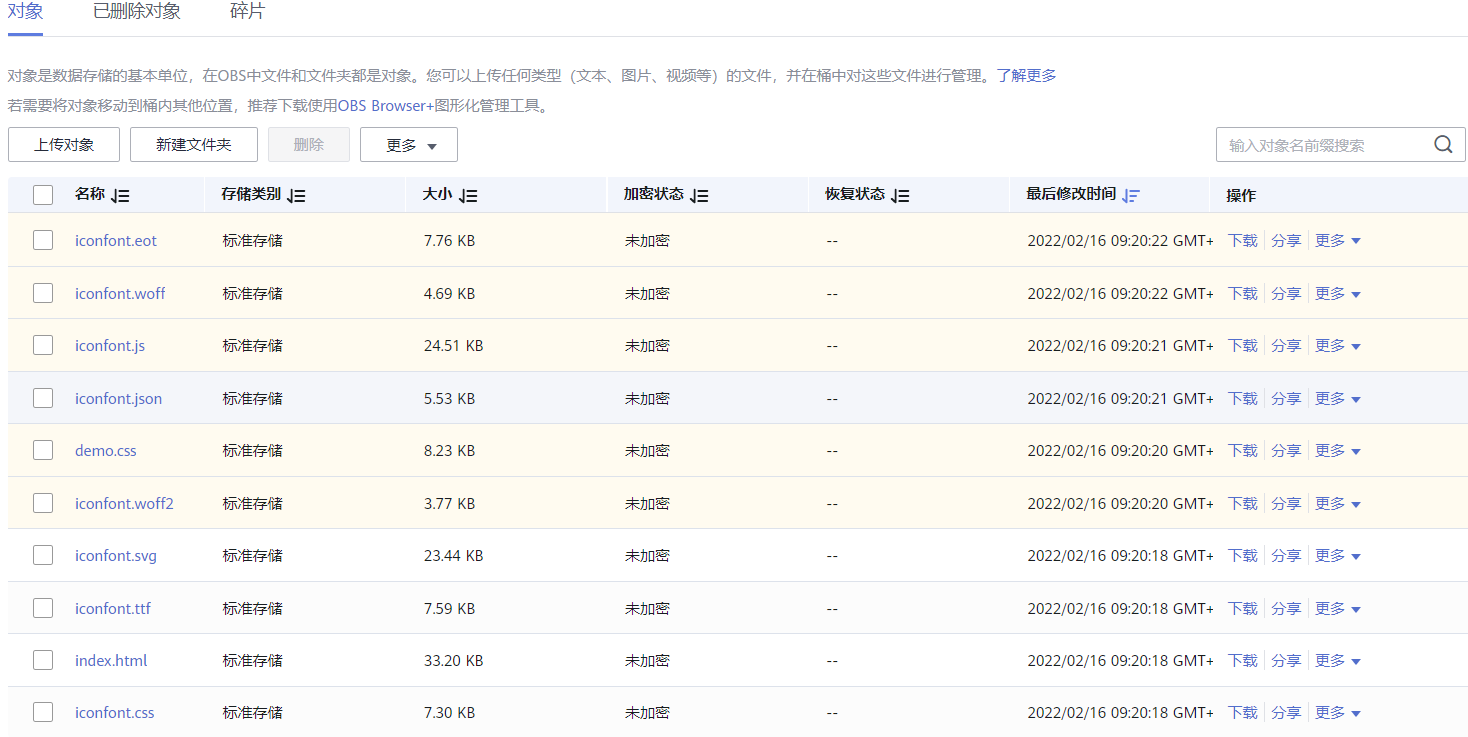 对象 已删除对象 碎片
对象是数据存储的基本单位，在OBS中文件和文件夹都是对象。您可以上传任何类型（文本、图片、视频等）的文件，并在桶中对这些文件进行管理。了解更多
若需要将对象移动到桶内其他位置，推荐下载使用OBS Browser+图形化管理工具。
上传对象 新建文件夹 删除 更多 输入对象名前缀搜索
名称 存储类别 大小 加密状态 恢复状态 最后修改时间 操作
iconfont.eot 标准存储 7.76 KB 未加密 -- 2022/02/16 09:20:22 GMT+ 下载 分享 更多
iconfont.woff 标准存储 4.69 KB 未加密 -- 2022/02/16 09:20:22 GMT+ 下载 分享 更多
iconfont.js 标准存储 24.51 KB 未加密 -- 2022/02/16 09:20:21 GMT+ 下载 分享 更多
iconfont.json 标准存储 5.53 KB 未加密 -- 2022/02/16 09:20:21 GMT+ 下载 分享 更多
demo.css 标准存储 8.23 KB 未加密 -- 2022/02/16 09:20:20 GMT+ 下载 分享 更多
iconfont.woff2 标准存储 3.77 KB 未加密 -- 2022/02/16 09:20:20 GMT+ 下载 分享 更多
iconfont.svg 标准存储 23.44 KB 未加密 -- 2022/02/16 09:20:18 GMT+ 下载 分享 更多
iconfont.ttf 标准存储 7.59 KB 未加密 -- 2022/02/16 09:20:18 GMT+ 下载 分享 更多
index.html 标准存储 33.20 KB 未加密 -- 2022/02/16 09:20:18 GMT+ 下载 分享 更多
iconfont.css 标准存储 7.30 KB 未加密 -- 2022/02/16 09:20:18 GMT+ 下载 分享 更多